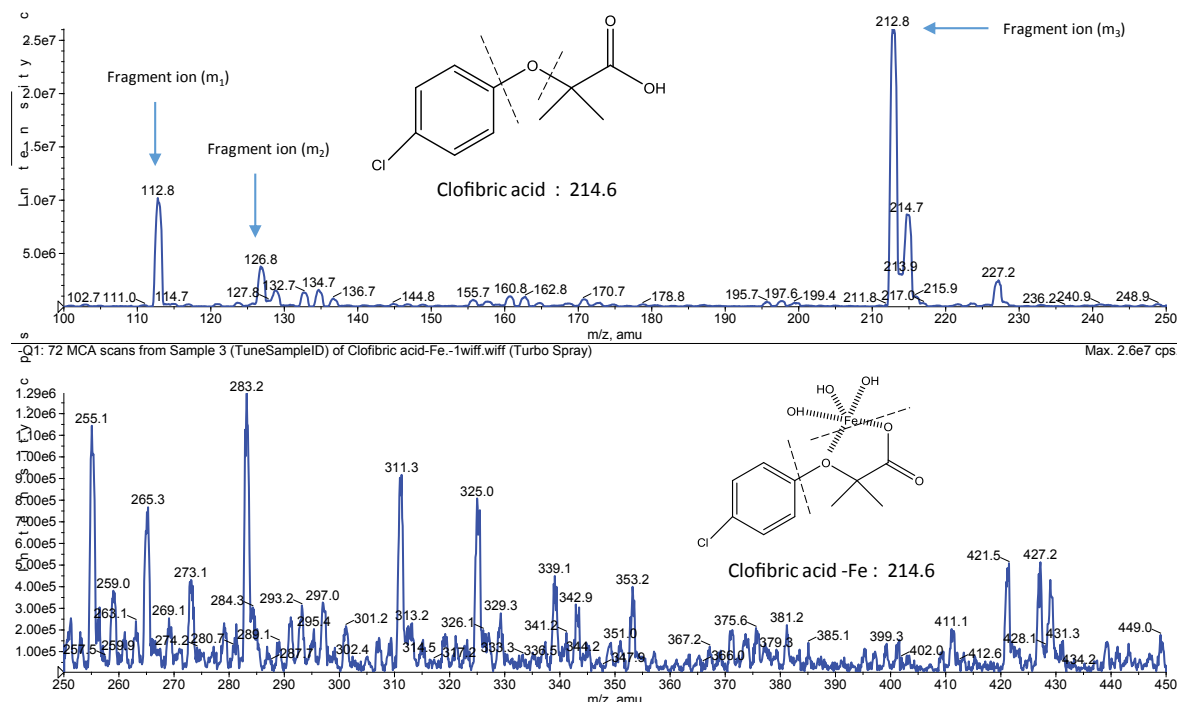 Intensity c
2.5e7
2.0e7
1.5e7
1.0e7
5.0e6
Fragment ion (m1)
Fragment ion (m2)
Fragment ion (m3)
O
O
OH
Cl
Clofibric acid : 214.6
212.8
112.8
126.8
214.7
213.9
227.2
102.7 111.0 114.7 127.8 132.7 134.7 136.7 144.8 155.7 160.8 162.8 170.7 178.8 195.7 197.6 199.4 211.8 217.0 215.9 236.2 240.9 248.9
100 110 120 130 140 150 160 170 180 190 200 210 220 230 240 250
m/z, amu
-Q1: 72 MCA scans from Sample 3 (TuneSampleID) of Clofibric acid-Fe.-1wiff.wiff (Turbo Spray)
Max. 2.6e7 cps.
Intensity cps
1.29e6
1.10e6
1.00e6
9.00e5
8.00e5
7.00e5
6.00e5
5.00e5
4.00e5
3.00e5
2.00e5
1.00e5
HO
OH
OH
Fe
O
O
O
Cl
Clofibric acid -Fe : 214.6
255.1
283.2
265.3
311.3
325.0
273.1
339.1
353.2
421.5
427.2
259.0 263.1 269.1 284.3 293.2 297.0 301.2 313.2 326.1 329.3 342.9 341.2 351.0 367.2 375.6 381.2 385.1 399.3 411.1 431.3 449.0
257.5 259.9 274.2 280.7 289.1 287.7 295.4 302.4 314.5 317.2 333.3 336.5 344.2 347.9 366.0 379.3 402.0 412.6 428.1 434.2
250 260 270 280 290 300 310 320 330 340 350 360 370 380 390 400 410 420 430 440 450
m/z, amu